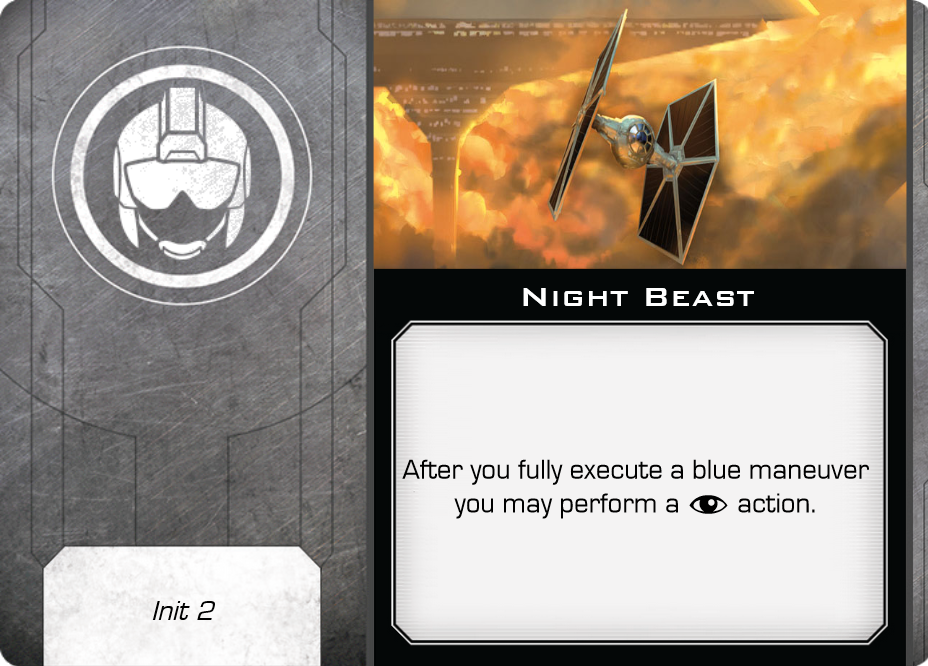 Night Beast
After you fully execute a blue maneuver
you may perform a action.
Init 2